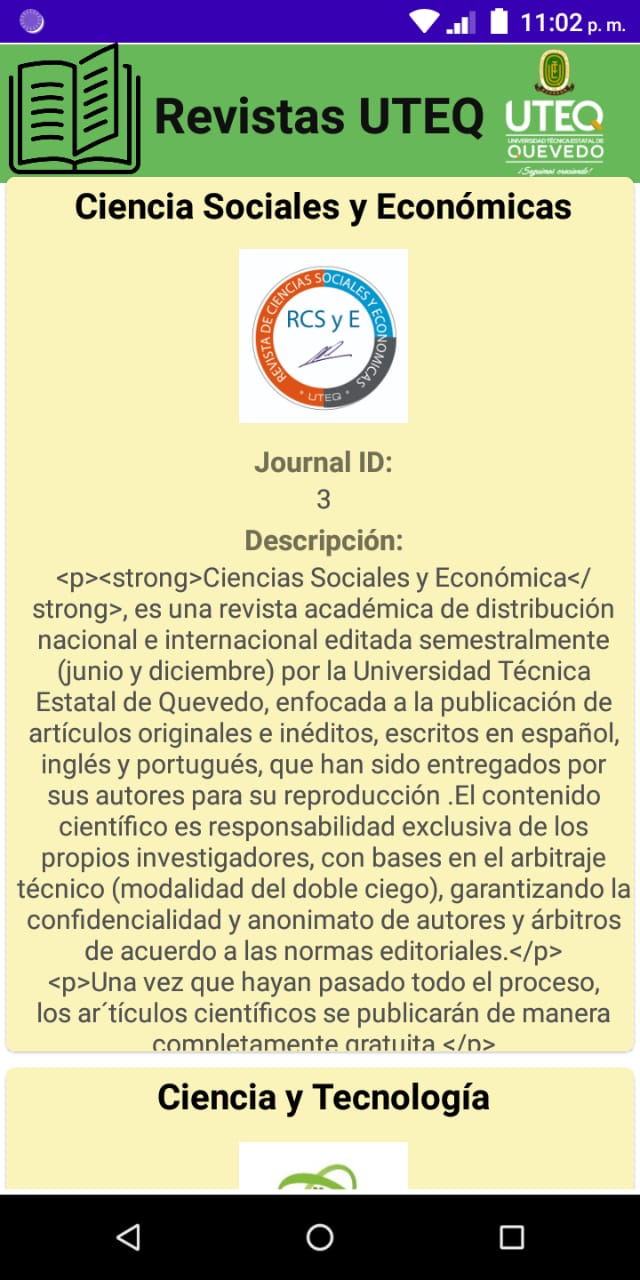 11:02 p. m.
Revistas UTEQ
UTEQ
UNIVERSIDAD TÉCNICA ESTATAL DE
QUEVEDO
¡Seguimos creciendo!
Ciencia Sociales y Económicas
REVISTA DE CIENCIAS SOCIALES Y ECONOMICAS
RCS y E
UTEQ
Journal ID:
3
Descripción:
<p><strong>Ciencias Sociales y Económica</
strong>, es una revista académica de distribución
nacional e internacional editada semestralmente
(junio y diciembre) por la Universidad Técnica
Estatal de Quevedo, enfocada a la publicación de
artículos originales e inéditos, escritos en español,
inglés y portugués, que han sido entregados por
sus autores para su reproducción .El contenido
científico es responsabilidad exclusiva de los
propios investigadores, con bases en el arbitraje
técnico (modalidad del doble ciego), garantizando la
confidencialidad y anonimato de autores y árbitros
de acuerdo a las normas editoriales.</p>
<p>Una vez que hayan pasado todo el proceso,
los ar´tículos científicos se publicarán de manera
completamente gratuita.</p>
Ciencia y Tecnología